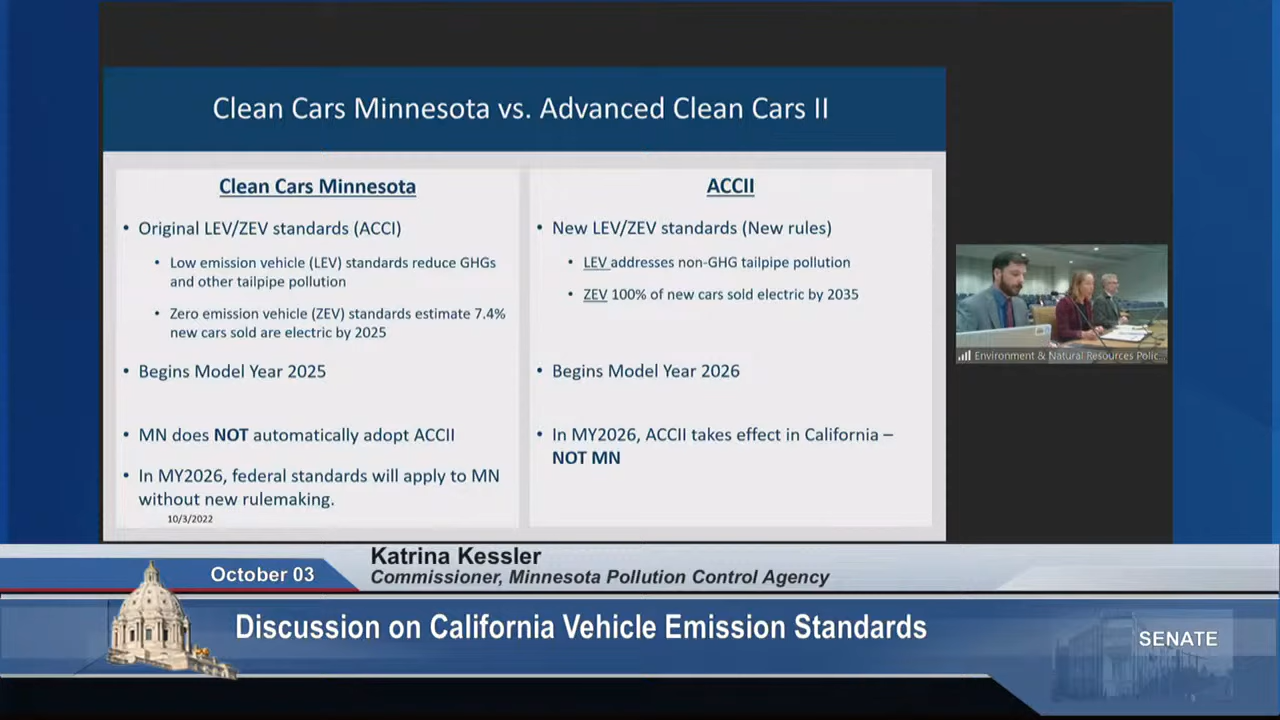 Clean Cars Minnesota vs. Advanced Clean Cars II
Clean Cars Minnesota
• Original LEV/ZEV standards (ACCI)
• Low emission vehicle (LEV) standards reduce GHGs
and other tailpipe pollution
• Zero emission vehicle (ZEV) standards estimate 7.4%
new cars sold are electric by 2025
• Begins Model Year 2025
• MN does NOT automatically adopt ACCII
• In MY2026, federal standards will apply to MN
without new rulemaking.
10/3/2022
ACCII
• New LEV/ZEV standards (New rules)
• LEV addresses non-GHG tailpipe pollution
• ZEV 100% of new cars sold electric by 2035
• Begins Model Year 2026
• In MY2026, ACCII takes effect in California –
NOT MN
Environment & Natural Resources Polic...
Katrina Kessler
Commissioner, Minnesota Pollution Control Agency
October 03
Discussion on California Vehicle Emission Standards
SENATE